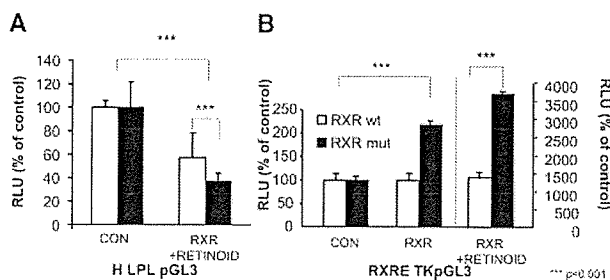 A
***
***
RLU (% of control)
140
120
100
80
60
40
20
0
CON
RXR
+RETINOID
H LPL pGL3
B
***
***
RXR wt
RXR mut
RLU (% of control)
250
200
150
100
50
0
4000
3500
3000
2500
2000
1500
1000
500
0
RLU (% of control)
CON
RXR
RXR
+RETINOID
RXRE TKpGL3
*** p<0.001